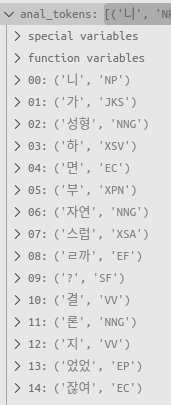 anal_tokens: [('니', 'NP
special variables
function variables
00: ('니', 'NP')
01: ('가', 'JKS')
02: ('성형', 'NNG')
03: ('하', 'XSV')
04: ('면', 'EC')
05: ('부', 'XPN')
06: ('자연', 'NNG')
07: ('스럽', 'XSA')
08: ('ㄹ까', 'EF')
09: ('?', 'SF')
10: ('결', 'VV')
11: ('론', 'NNG')
12: ('지', 'VV')
13: ('었었', 'EP')
14: ('잖여', 'EC')